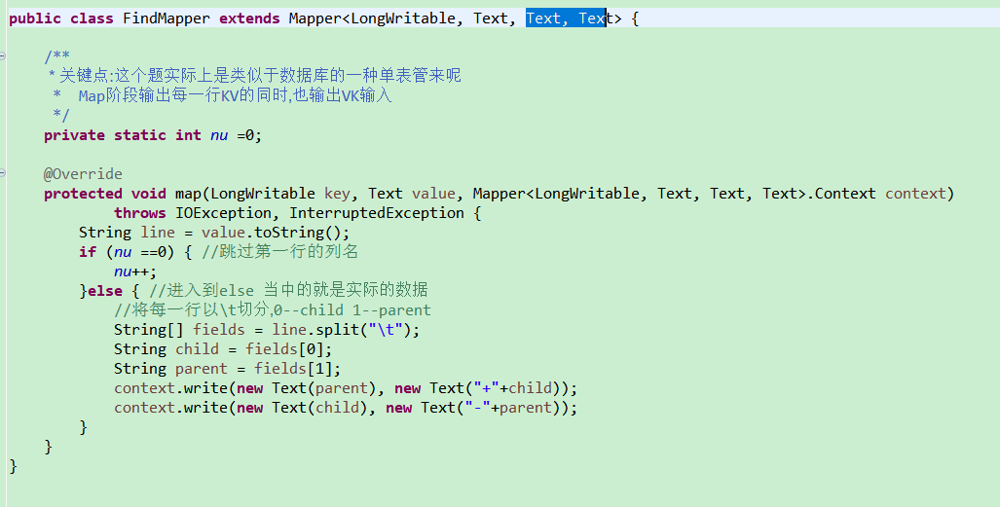 public class FindMapper extends Mapper<LongWritable, Text, Text, Text> {
/**
* 关键点:这个题实际上是类似于数据库的一种单表管来呢
* Map阶段输出每一行KV的同时,也输出VK输入
*/
private static int nu =0;
@Override
protected void map(LongWritable key, Text value, Mapper<LongWritable, Text, Text, Text>.Context context)
throws IOException, InterruptedException {
String line = value.toString();
if (nu ==0) { //跳过第一行的列名
nu++;
}else { //进入到else 当中的就是实际的数据
//将每一行以\t切分,0--child 1--parent
String[] fields = line.split("\t");
String child = fields[0];
String parent = fields[1];
context.write(new Text(parent), new Text("+"+child));
context.write(new Text(child), new Text("-"+parent));
}
}
}